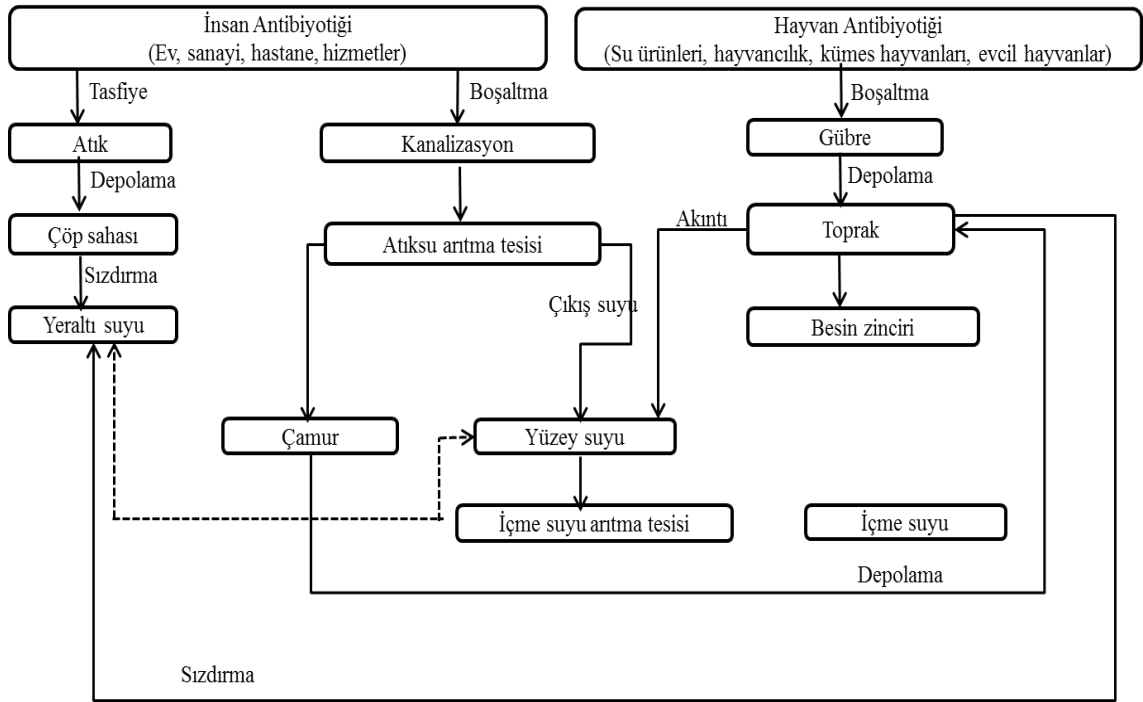 İnsan Antibiyotiği
(Ev, sanayi, hastane, hizmetler)
Hayvan Antibiyotiği
(Su ürünleri, hayvancılık, kümes hayvanları, evcil hayvanlar)
Tasfiye
Boşaltma
Boşaltma
Atık
Kanalizasyon
Gübre
Depolama
Depolama
Çöp sahası
Atıksu arıtma tesisi
Akıntı
Toprak
Sızdırma
Çıkış suyu
Yeraltı suyu
Besin zinciri
Çamur
Yüzey suyu
İçme suyu arıtma tesisi
İçme suyu
Depolama
Sızdırma